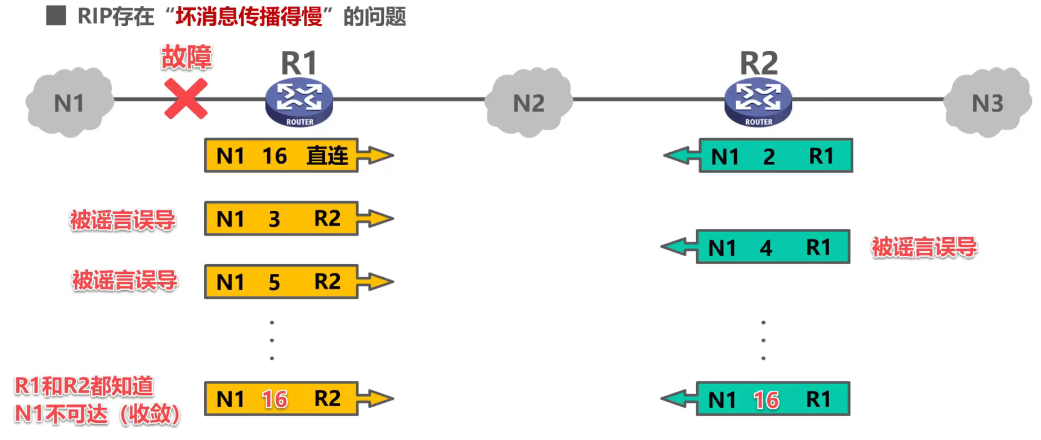 ■ RIP存在“坏消息传播得慢”的问题
故障
R1
R2
N1
N2
N3
ROUTER
ROUTER
N1 16 直连
N1 2 R1
被谣言误导
N1 3 R2
N1 4 R1
被谣言误导
被谣言误导
N1 5 R2
R1和R2都知道
N1不可达（收敛）
N1 16 R2
N1 16 R1